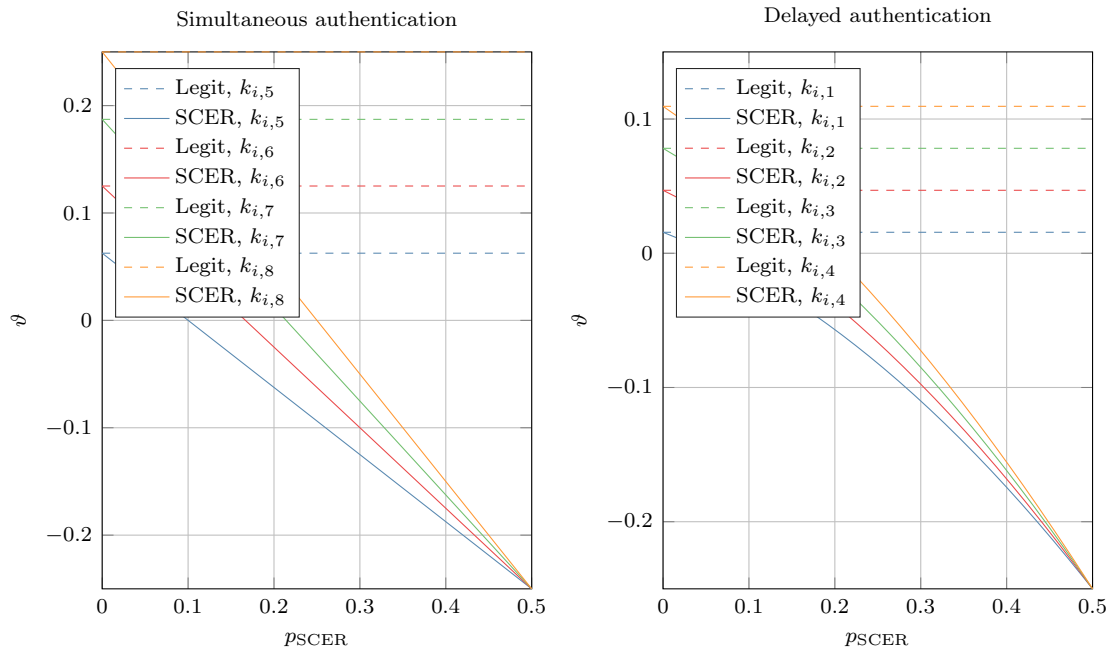 Simultaneous authentication
Legit, k_{i,5}
SCER, k_{i,5}
Legit, k_{i,6}
SCER, k_{i,6}
Legit, k_{i,7}
SCER, k_{i,7}
Legit, k_{i,8}
SCER, k_{i,8}
0.2
0.1
0
−0.1
−0.2
ϑ
0 0.1 0.2 0.3 0.4 0.5
p_{SCER}
Delayed authentication
Legit, k_{i,1}
SCER, k_{i,1}
Legit, k_{i,2}
SCER, k_{i,2}
Legit, k_{i,3}
SCER, k_{i,3}
Legit, k_{i,4}
SCER, k_{i,4}
0.1
0
−0.1
−0.2
ϑ
0 0.1 0.2 0.3 0.4 0.5
p_{SCER}